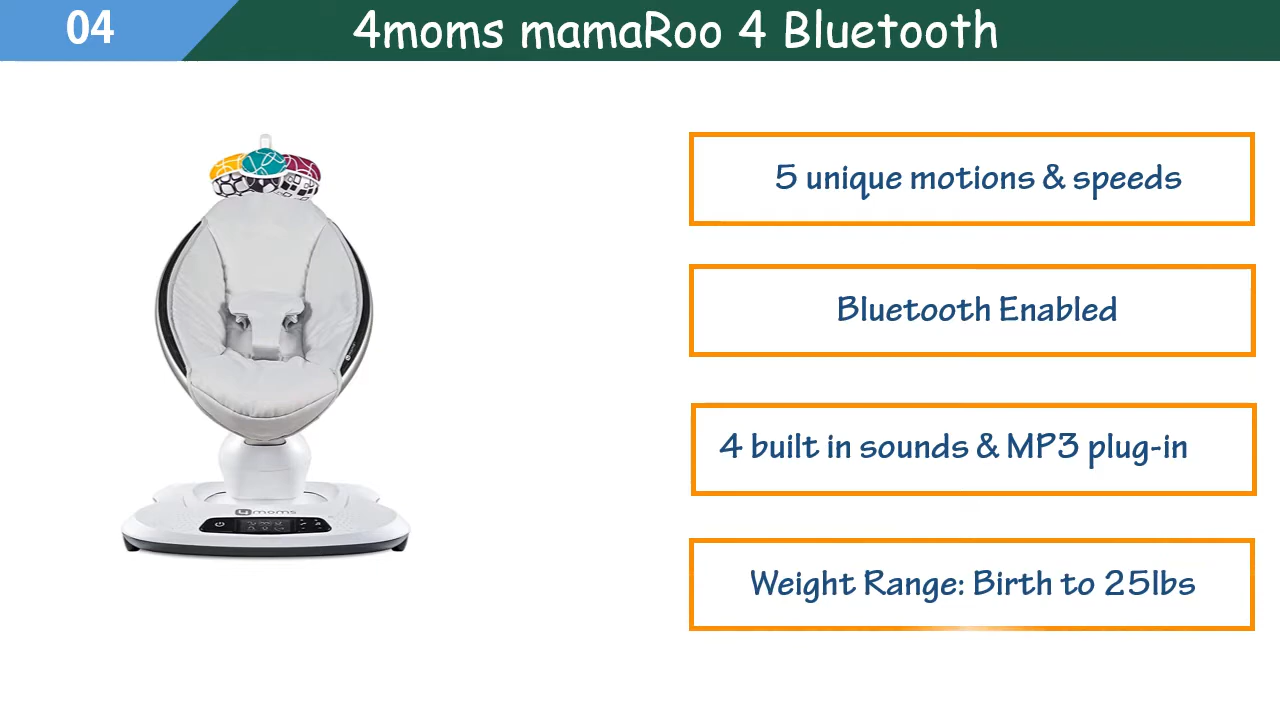 04
4moms mamaRoo 4 Bluetooth
5 unique motions & speeds
Bluetooth Enabled
4 built in sounds & MP3 plug-in
Weight Range: Birth to 25lbs
4moms